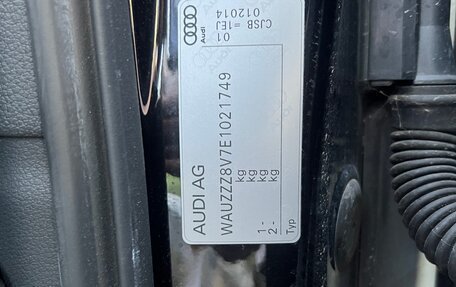 AUDI AG
WAUZZZ8V7E1021749
kg
kg
1- kg
2- kg
Typ
Audi
01
CJSB =1EJ
012014